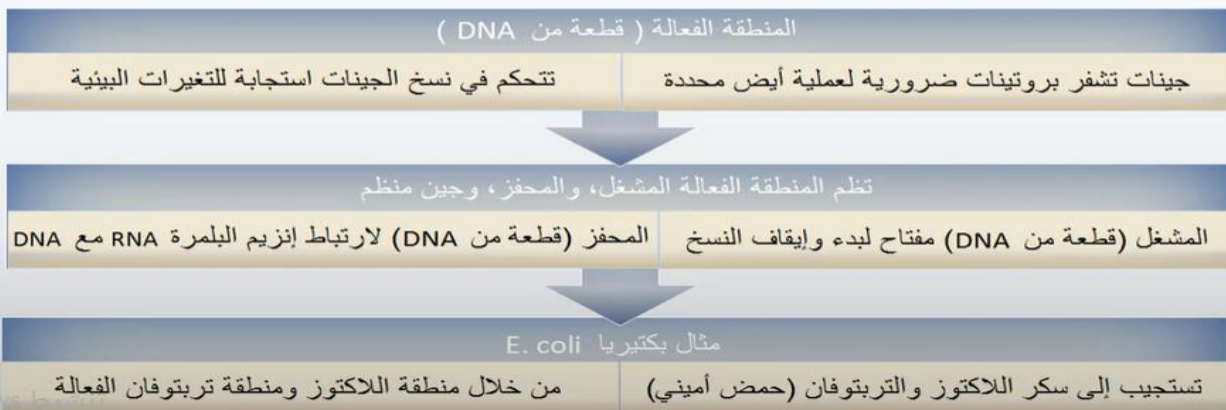 المنطقة الفعالة ( قطعة من DNA )
جينات تشفر بروتينات ضرورية لعملية أيض محددة
تتحكم في نسخ الجينات استجابة للتغيرات البيئية
تظم المنطقة الفعالة المشغل، والمحفز، وجين منظم
المشغل (قطعة من DNA) مفتاح لبدء وإيقاف النسخ
المحفز (قطعة من DNA) لارتباط إنزيم البلمرة RNA مع DNA
مثال بكتيريا E. coli
تستجيب إلى سكر اللاكتوز والتربتوفان (حمض أميني)
من خلال منطقة اللاكتوز ومنطقة تربتوفان الفعالة